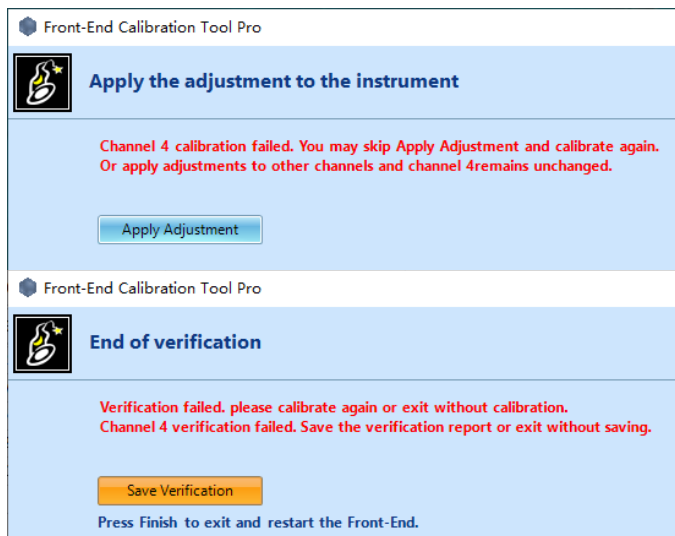 Front-End Calibration Tool Pro
Apply the adjustment to the instrument
Channel 4 calibration failed. You may skip Apply Adjustment and calibrate again.
Or apply adjustments to other channels and channel 4remains unchanged.
Apply Adjustment
Front-End Calibration Tool Pro
End of verification
Verification failed. please calibrate again or exit without calibration.
Channel 4 verification failed. Save the verification report or exit without saving.
Save Verification
Press Finish to exit and restart the Front-End.